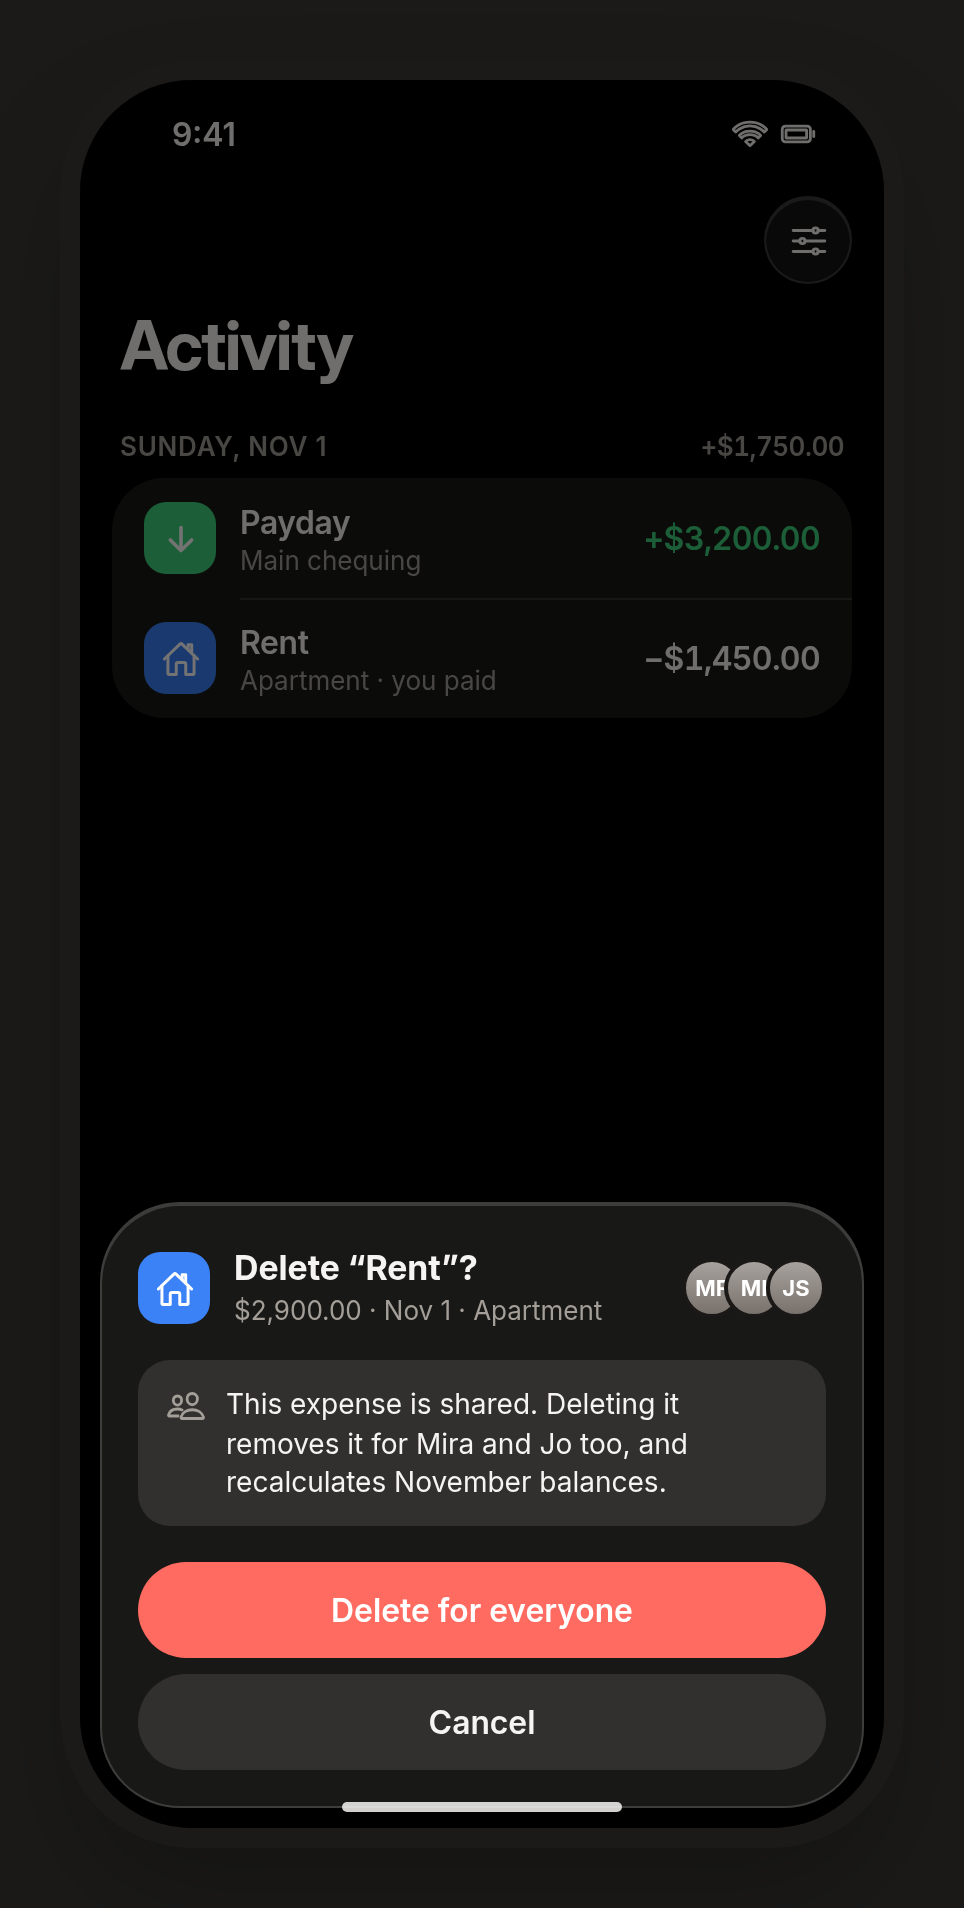 9:41
Activity
SUNDAY, NOV 1 +$1,750.00
Payday
Main chequing
+$3,200.00
Rent
Apartment · you paid
−$1,450.00
Delete “Rent”?
$2,900.00 · Nov 1 · Apartment
JS
This expense is shared. Deleting it
removes it for Mira and Jo too, and
recalculates November balances.
Delete for everyone
Cancel